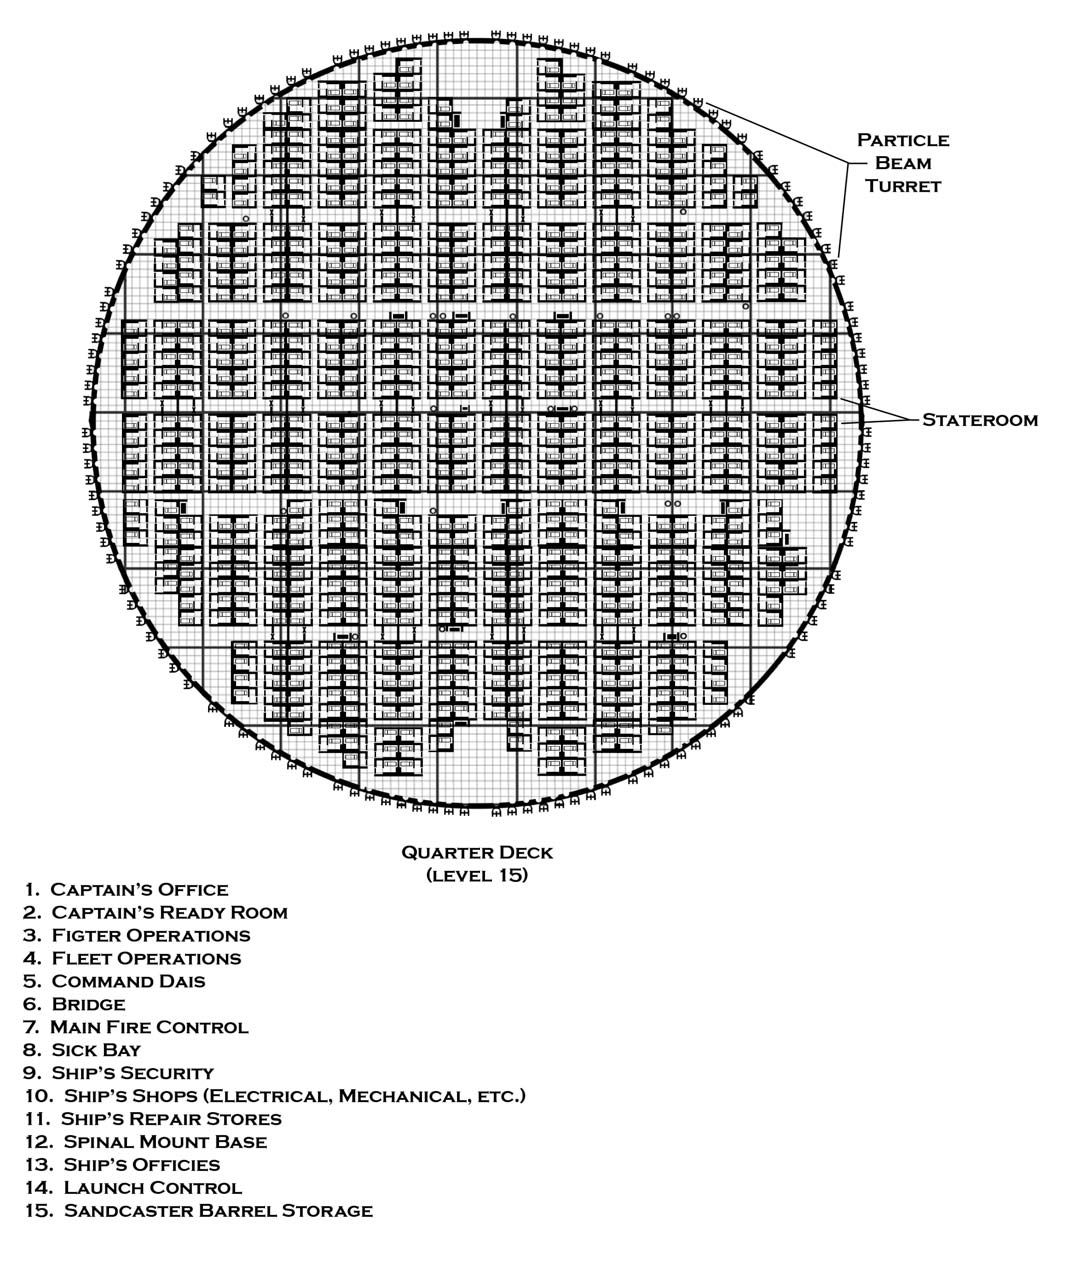 Particle
Beam
Turret
Stateroom
Quarter Deck
(level 15)
1. Captain's Office
2. Captain's Ready Room
3. Figter Operations
4. Fleet Operations
5. Command Dais
6. Bridge
7. Main Fire Control
8. Sick Bay
9. Ship's Security
10. Ship's Shops (Electrical, Mechanical, etc.)
11. Ship's Repair Stores
12. Spinal Mount Base
13. Ship's Officies
14. Launch Control
15. Sandcaster Barrel Storage